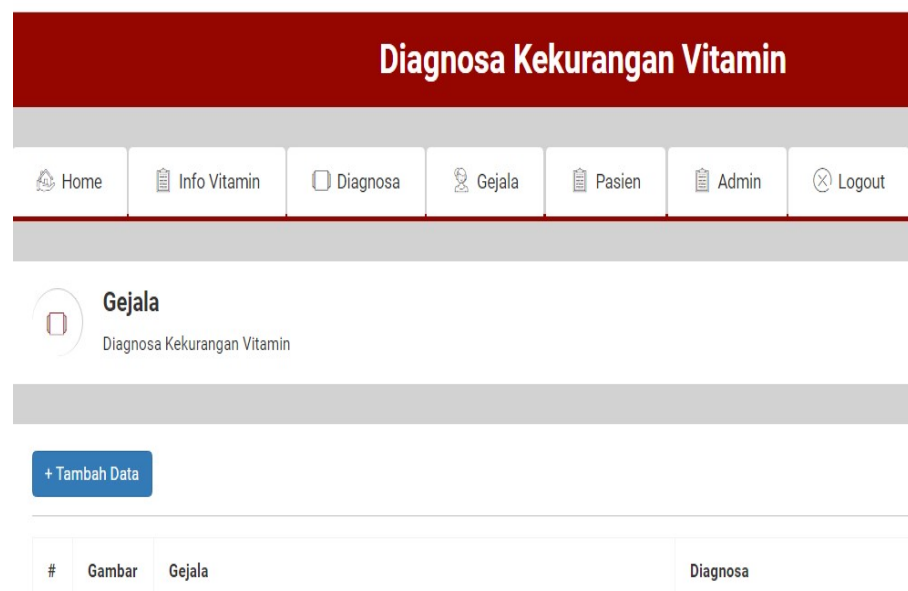 Diagnosa Kekurangan Vitamin
Home Info Vitamin Diagnosa Gejala Pasien Admin Logout
Gejala
Diagnosa Kekurangan Vitamin
+ Tambah Data
# Gambar Gejala Diagnosa